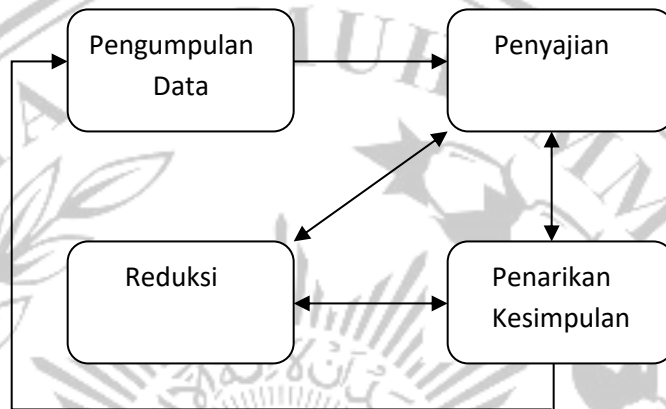 Pengumpulan
Data
Penyajian
Reduksi
Penarikan
Kesimpulan